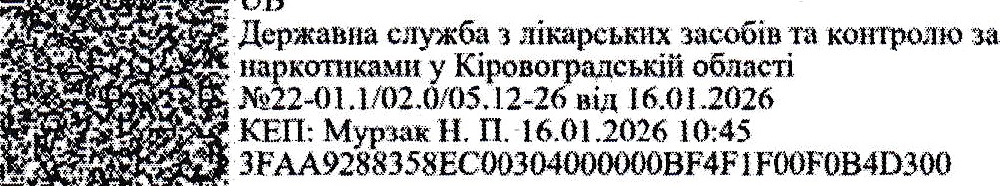 UB
Державна служба з лікарських засобів та контролю за
наркотиками у Кіровоградській області
№22-01.1/02.0/05.12-26 від 16.01.2026
КЕП: Мурзак Н. П. 16.01.2026 10:45
3FAA9288358EC00304000000BF4F1F00F0B4D300